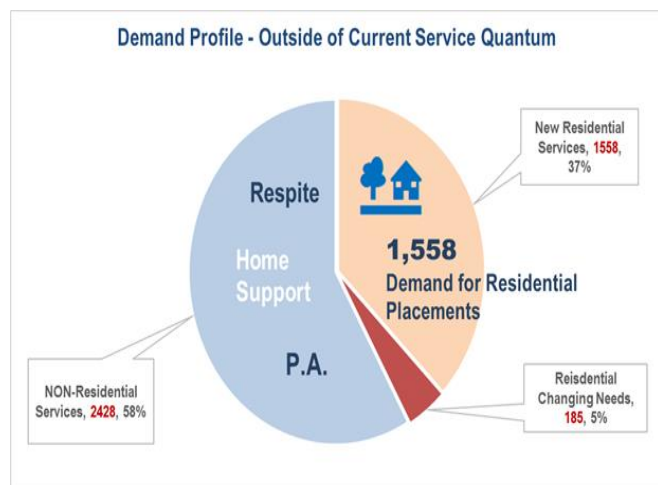 Demand Profile - Outside of Current Service Quantum
New Residential
Services, 1558,
37%
Respite
1,558
Demand for Residential
Placements
Home
Support
P.A.
NON-Residential
Services, 2428, 58%
Reisdential
Changing Needs,
185, 5%